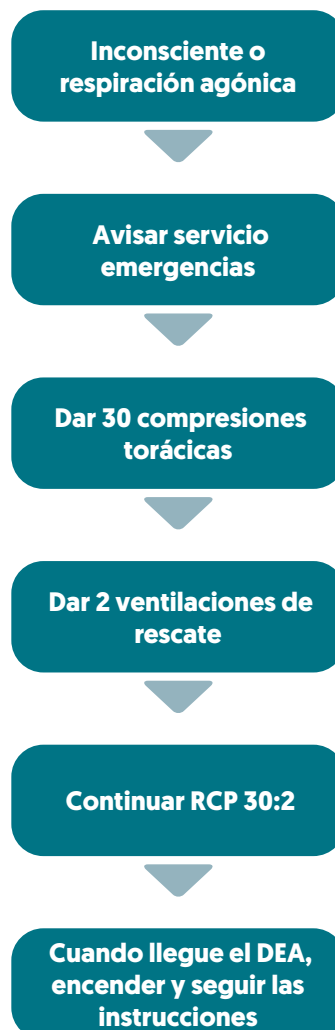 Inconsciente o
respiración agónica
Avisar servicio
emergencias
Dar 30 compresiones
torácicas
Dar 2 ventilaciones de
rescate
Continuar RCP 30:2
Cuando llegue el DEA,
encender y seguir las
instrucciones